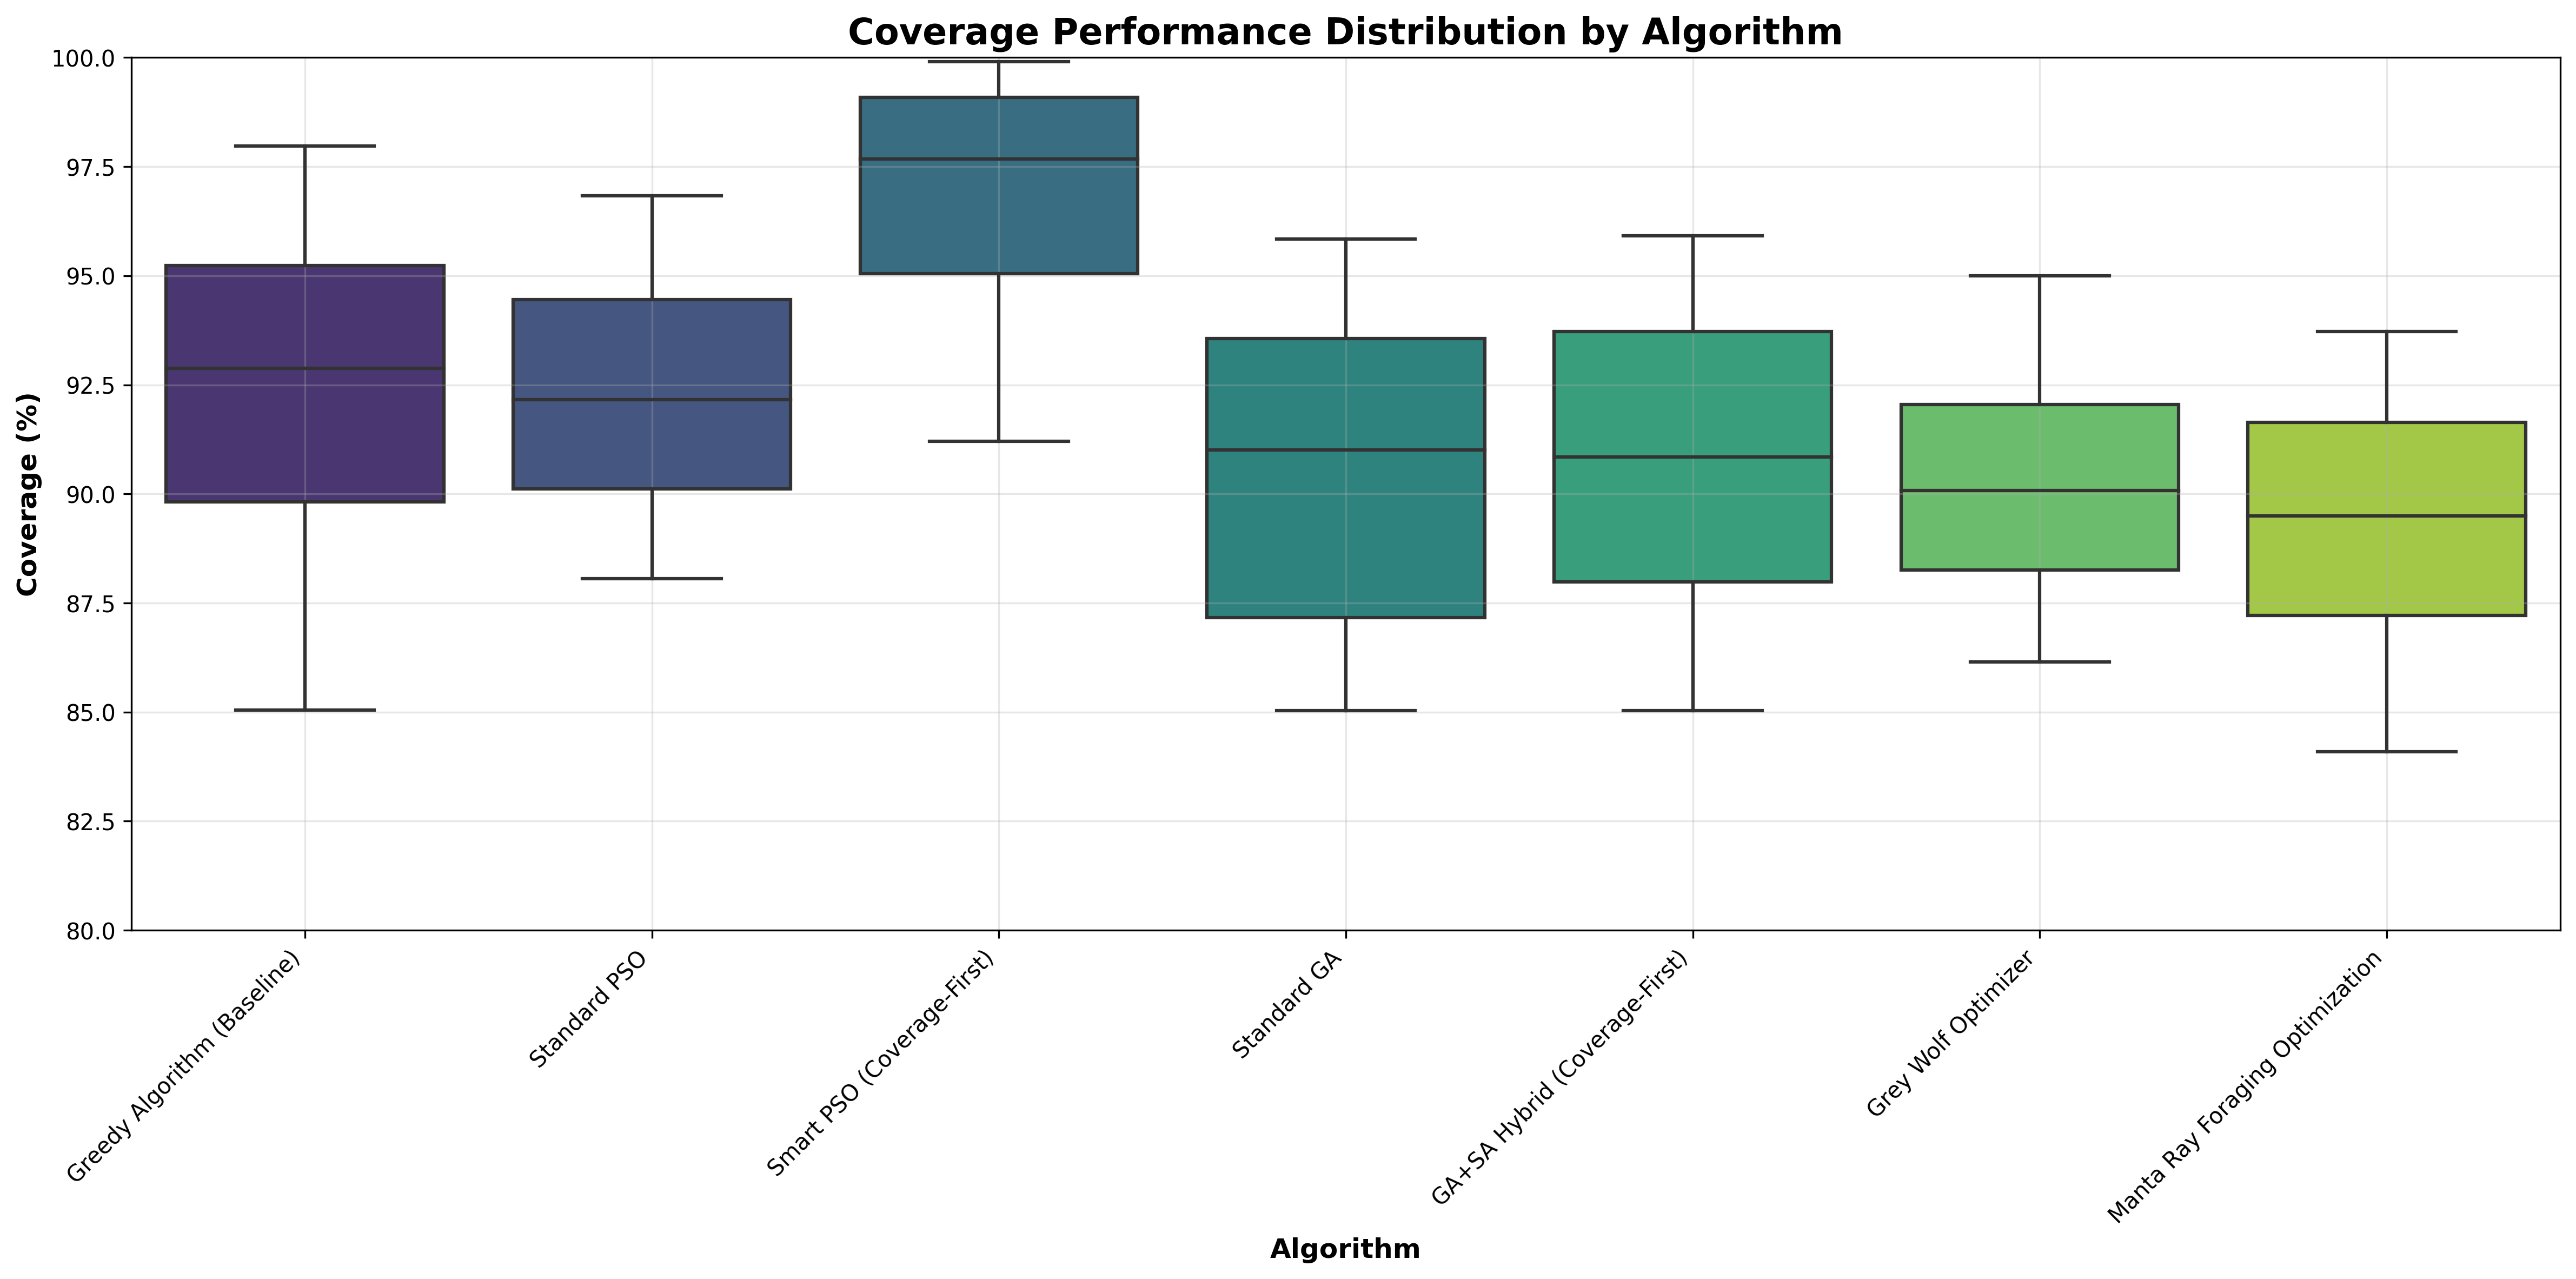 Coverage Performance Distribution by Algorithm
100.0
97.5
95.0
92.5
90.0
87.5
85.0
82.5
80.0
Coverage (%)
Greedy Algorithm (Baseline)
Standard PSO
Smart PSO (Coverage-First)
Standard GA
GA+SA Hybrid (Coverage-First)
Grey Wolf Optimizer
Manta Ray Foraging Optimization
Algorithm